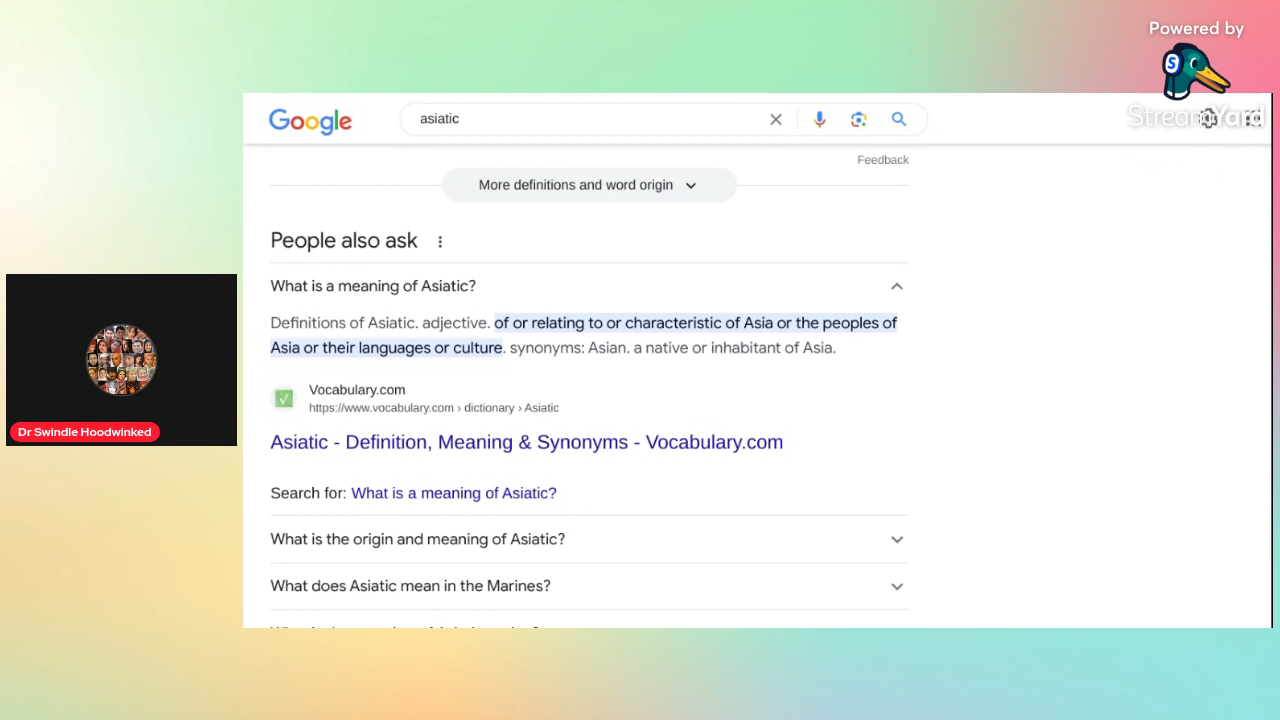 Powered by
StreamYard
Google
asiatic
Feedback
More definitions and word origin
People also ask
What is a meaning of Asiatic?
Definitions of Asiatic. adjective. of or relating to or characteristic of Asia or the peoples of
Asia or their languages or culture. synonyms: Asian. a native or inhabitant of Asia.
Vocabulary.com
https://www.vocabulary.com › dictionary › Asiatic
Asiatic - Definition, Meaning & Synonyms - Vocabulary.com
Search for: What is a meaning of Asiatic?
What is the origin and meaning of Asiatic?
What does Asiatic mean in the Marines?
Dr Swindle Hoodwinked